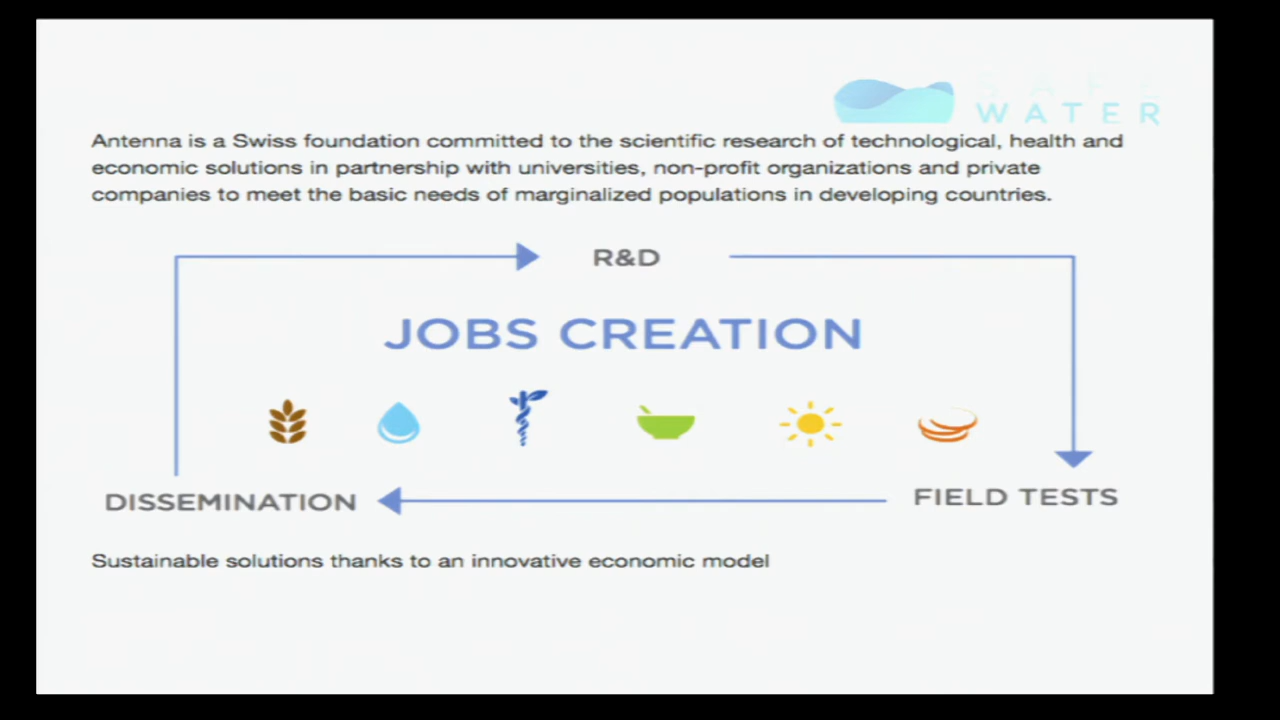 SAFE
WATER
Antenna is a Swiss foundation committed to the scientific research of technological, health and
economic solutions in partnership with universities, non-profit organizations and private
companies to meet the basic needs of marginalized populations in developing countries.
R&D
JOBS CREATION
DISSEMINATION
FIELD TESTS
Sustainable solutions thanks to an innovative economic model